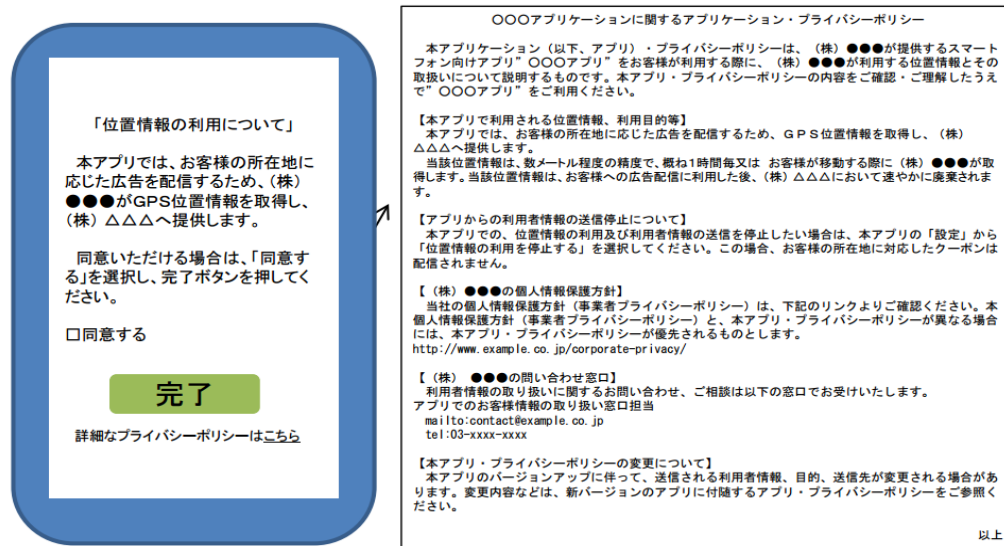 「位置情報の利用について」
本アプリでは、お客様の所在地に
応じた広告を配信するため、(株)
●●●がGPS位置情報を取得し、
(株) △△△へ提供します。
同意いただける場合は、「同意す
る」を選択し、完了ボタンを押してく
ださい。
□同意する
完了
詳細なプライバシーポリシーはこちら
○○○アプリケーションに関するアプリケーション・プライバシーポリシー
本アプリケーション(以下、アプリ)・プライバシーポリシーは、(株)●●●が提供するスマート
フォン向けアプリ”○○○アプリ”をお客様が利用する際に、(株)●●●が利用する位置情報とその
取扱いについて説明するものです。本アプリ・プライバシーポリシーの内容をご確認・ご理解したうえ
で”○○○アプリ”をご利用ください。
【本アプリで利用される位置情報、利用目的等】
本アプリでは、お客様の所在地に応じた広告を配信するため、GPS位置情報を取得し、(株)
△△△へ提供します。
当該位置情報は、数メートル程度の精度で、概ね1時間毎又は お客様が移動する際に(株)●●●が取
得します。当該位置情報は、お客様への広告配信に利用した後、(株)△△△において速やかに廃棄されま
す。
【アプリからの利用者情報の送信停止について】
本アプリでの、位置情報の利用及び利用者情報の送信を停止したい場合は、本アプリの「設定」から
「位置情報の利用を停止する」を選択してください。この場合、お客様の所在地に対応したクーポンは
配信されません。
【(株)●●●の個人情報保護方針】
当社の個人情報保護方針(事業者プライバシーポリシー)は、下記のリンクよりご確認ください。本
個人情報保護方針(事業者プライバシーポリシー)と、本アプリ・プライバシーポリシーが異なる場合
には、本アプリ・プライバシーポリシーが優先されるものとします。
http://www.example.co.jp/corporate-privacy/
【(株) ●●●の問い合わせ窓口】
利用者情報の取り扱いに関するお問い合わせ、ご相談は以下の窓口でお受けいたします。
アプリでのお客様情報の取り扱い窓口担当
mailto:contact@example.co.jp
tel:03-xxxx-xxxx
【本アプリ・プライバシーポリシーの変更について】
本アプリのバージョンアップに伴って、送信される利用者情報、目的、送信先が変更される場合があ
ります。変更内容などは、新バージョンのアプリに付随するアプリ・プライバシーポリシーをご参照く
ださい。
以上